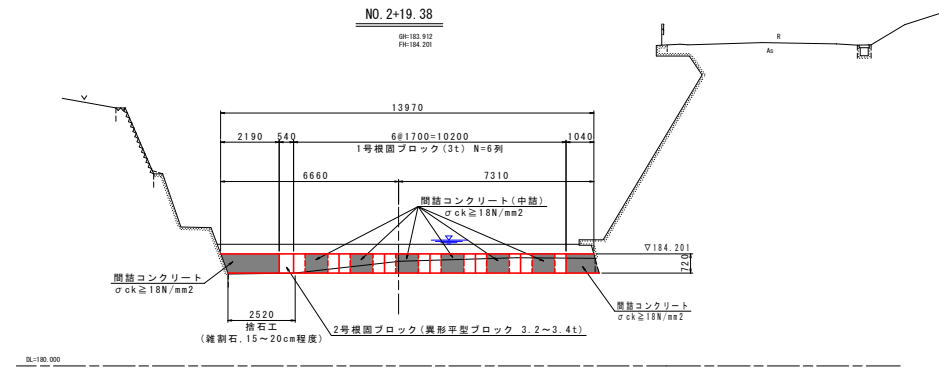 NO.2+19.38
GH=183.912
FH=184.201
R
As
13970
2190
540
6@1700=10200
1040
1号根固ブロック(3t) N=6列
6660
7310
間詰コンクリート(中詰)
σck≧18N/mm2
▽184.201
720
間詰コンクリート
σck≧18N/mm2
間詰コンクリート
σck≧18N/mm2
2520
捨石工
(雑割石,15～20cm程度)
2号根固ブロック(異形平型ブロック 3.2～3.4t)
DL=180.000